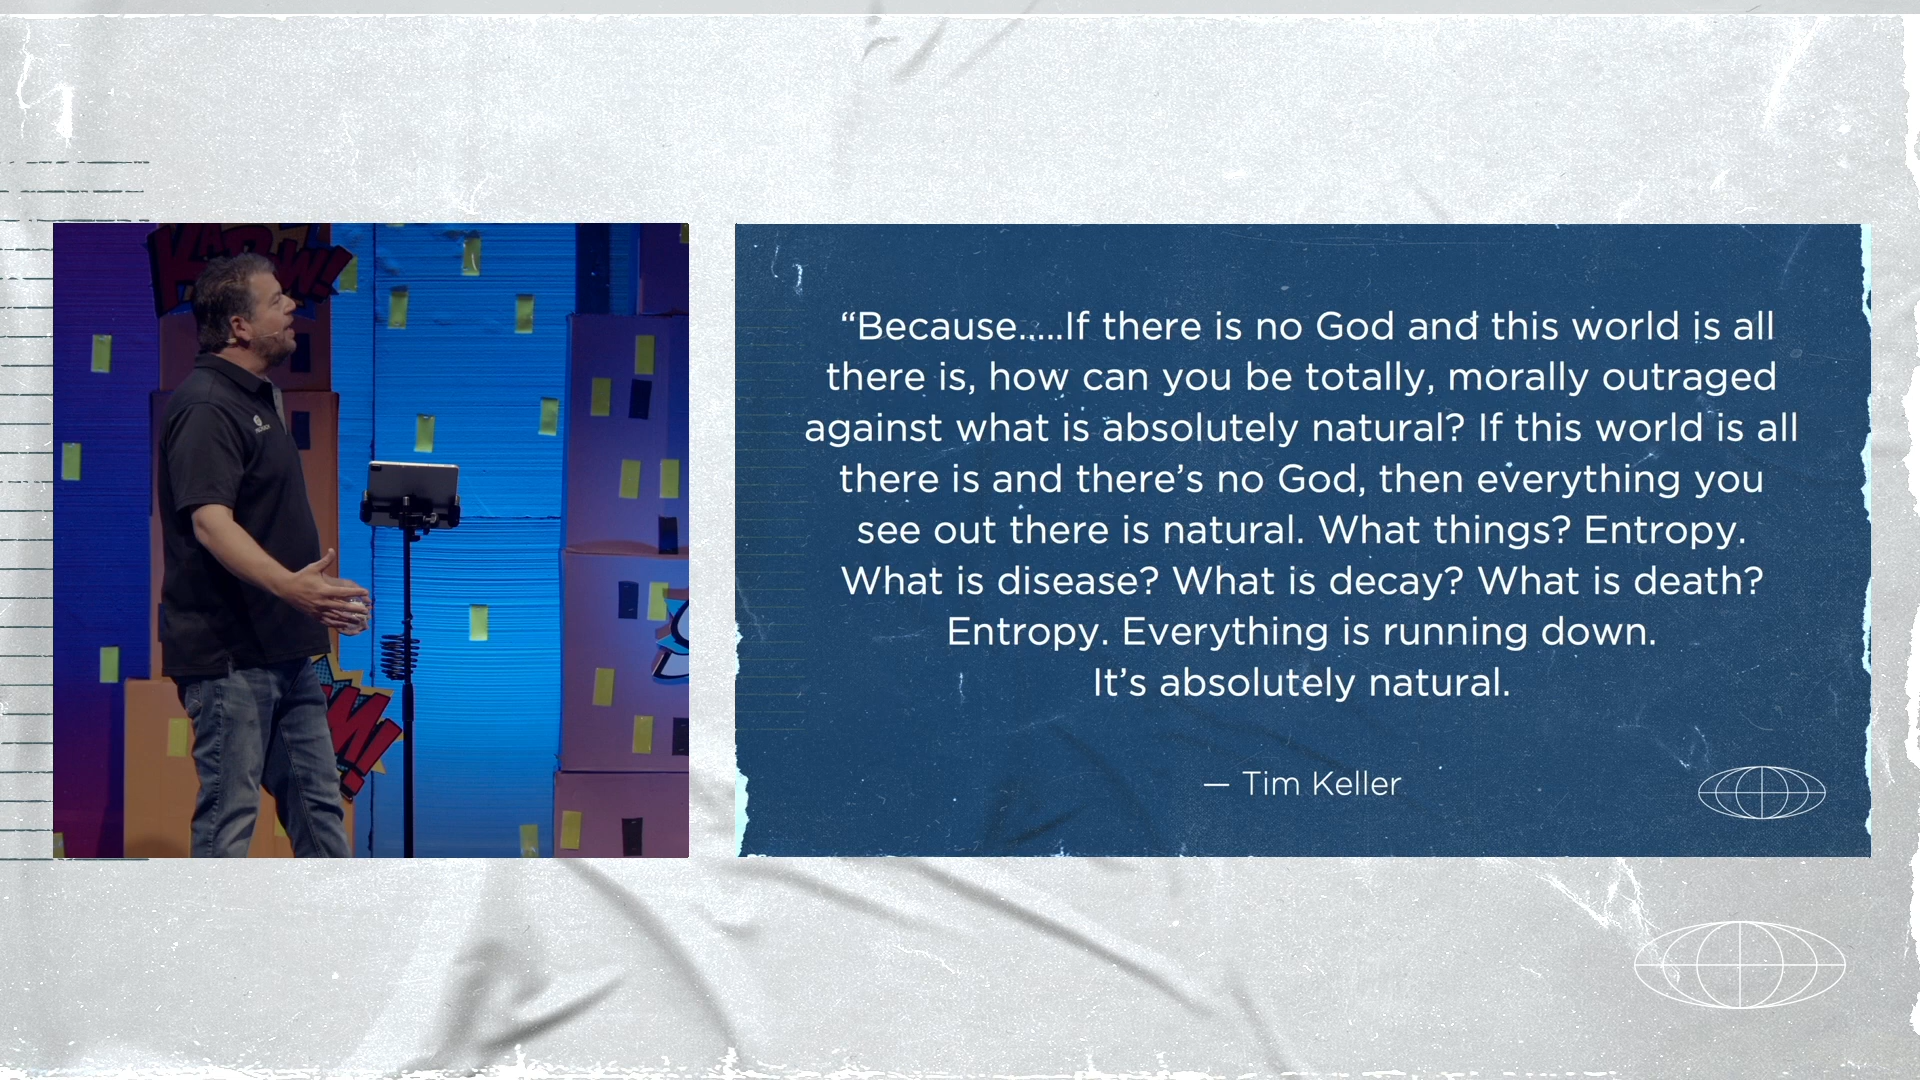 KAPOW!
M!
“Because.....If there is no God and this world is all
there is, how can you be totally, morally outraged
against what is absolutely natural? If this world is all
there is and there’s no God, then everything you
see out there is natural. What things? Entropy.
What is disease? What is decay? What is death?
Entropy. Everything is running down.
It’s absolutely natural.
— Tim Keller